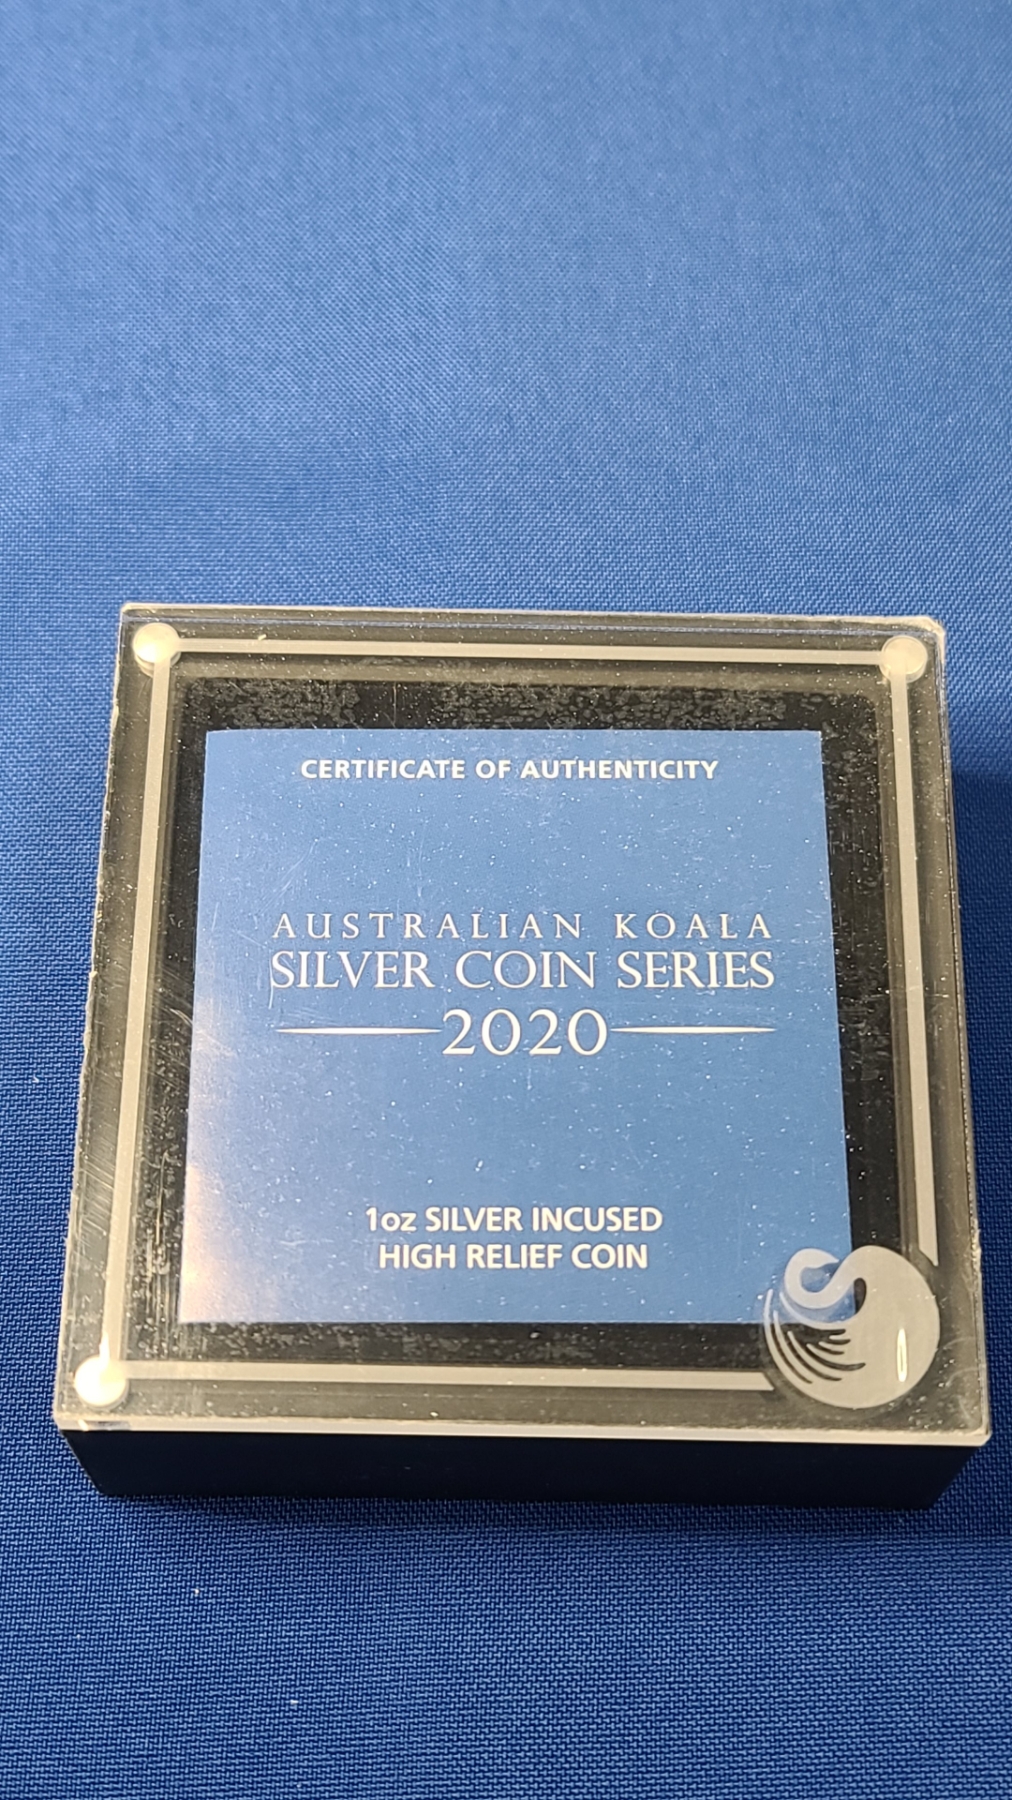 CERTIFICATE OF AUTHENTICITY
AUSTRALIAN KOALA
SILVER COIN SERIES
2020
1oz SILVER INCUSED
HIGH RELIEF COIN